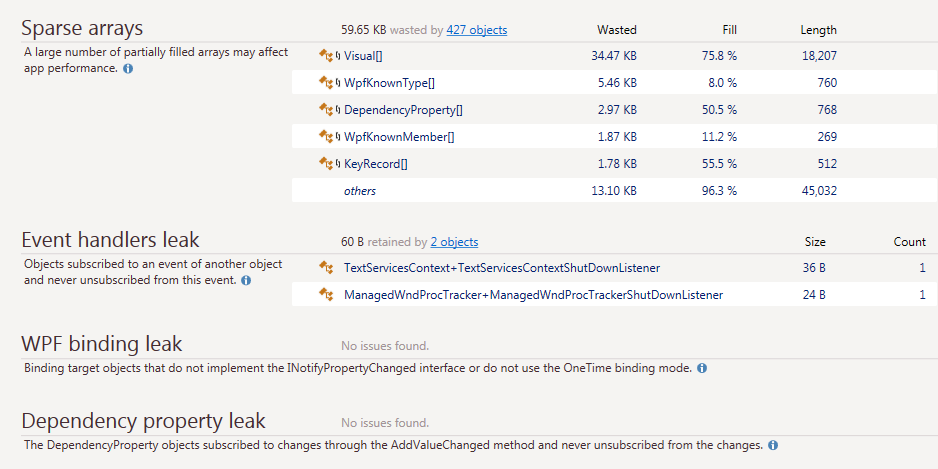 Sparse arrays 59.65 KB wasted by 427 objects Wasted Fill Length
A large number of partially filled arrays may affect
app performance.
Visual[] 34.47 KB 75.8 % 18,207
WpfKnownType[] 5.46 KB 8.0 % 760
DependencyProperty[] 2.97 KB 50.5 % 768
WpfKnownMember[] 1.87 KB 11.2 % 269
KeyRecord[] 1.78 KB 55.5 % 512
others 13.10 KB 96.3 % 45,032
Event handlers leak 60 B retained by 2 objects Size Count
Objects subscribed to an event of another object
and never unsubscribed from this event.
TextServicesContext+TextServicesContextShutDownListener 36 B 1
ManagedWndProcTracker+ManagedWndProcTrackerShutDownListener 24 B 1
WPF binding leak No issues found.
Binding target objects that do not implement the INotifyPropertyChanged interface or do not use the OneTime binding mode.
Dependency property leak No issues found.
The DependencyProperty objects subscribed to changes through the AddValueChanged method and never unsubscribed from the changes.